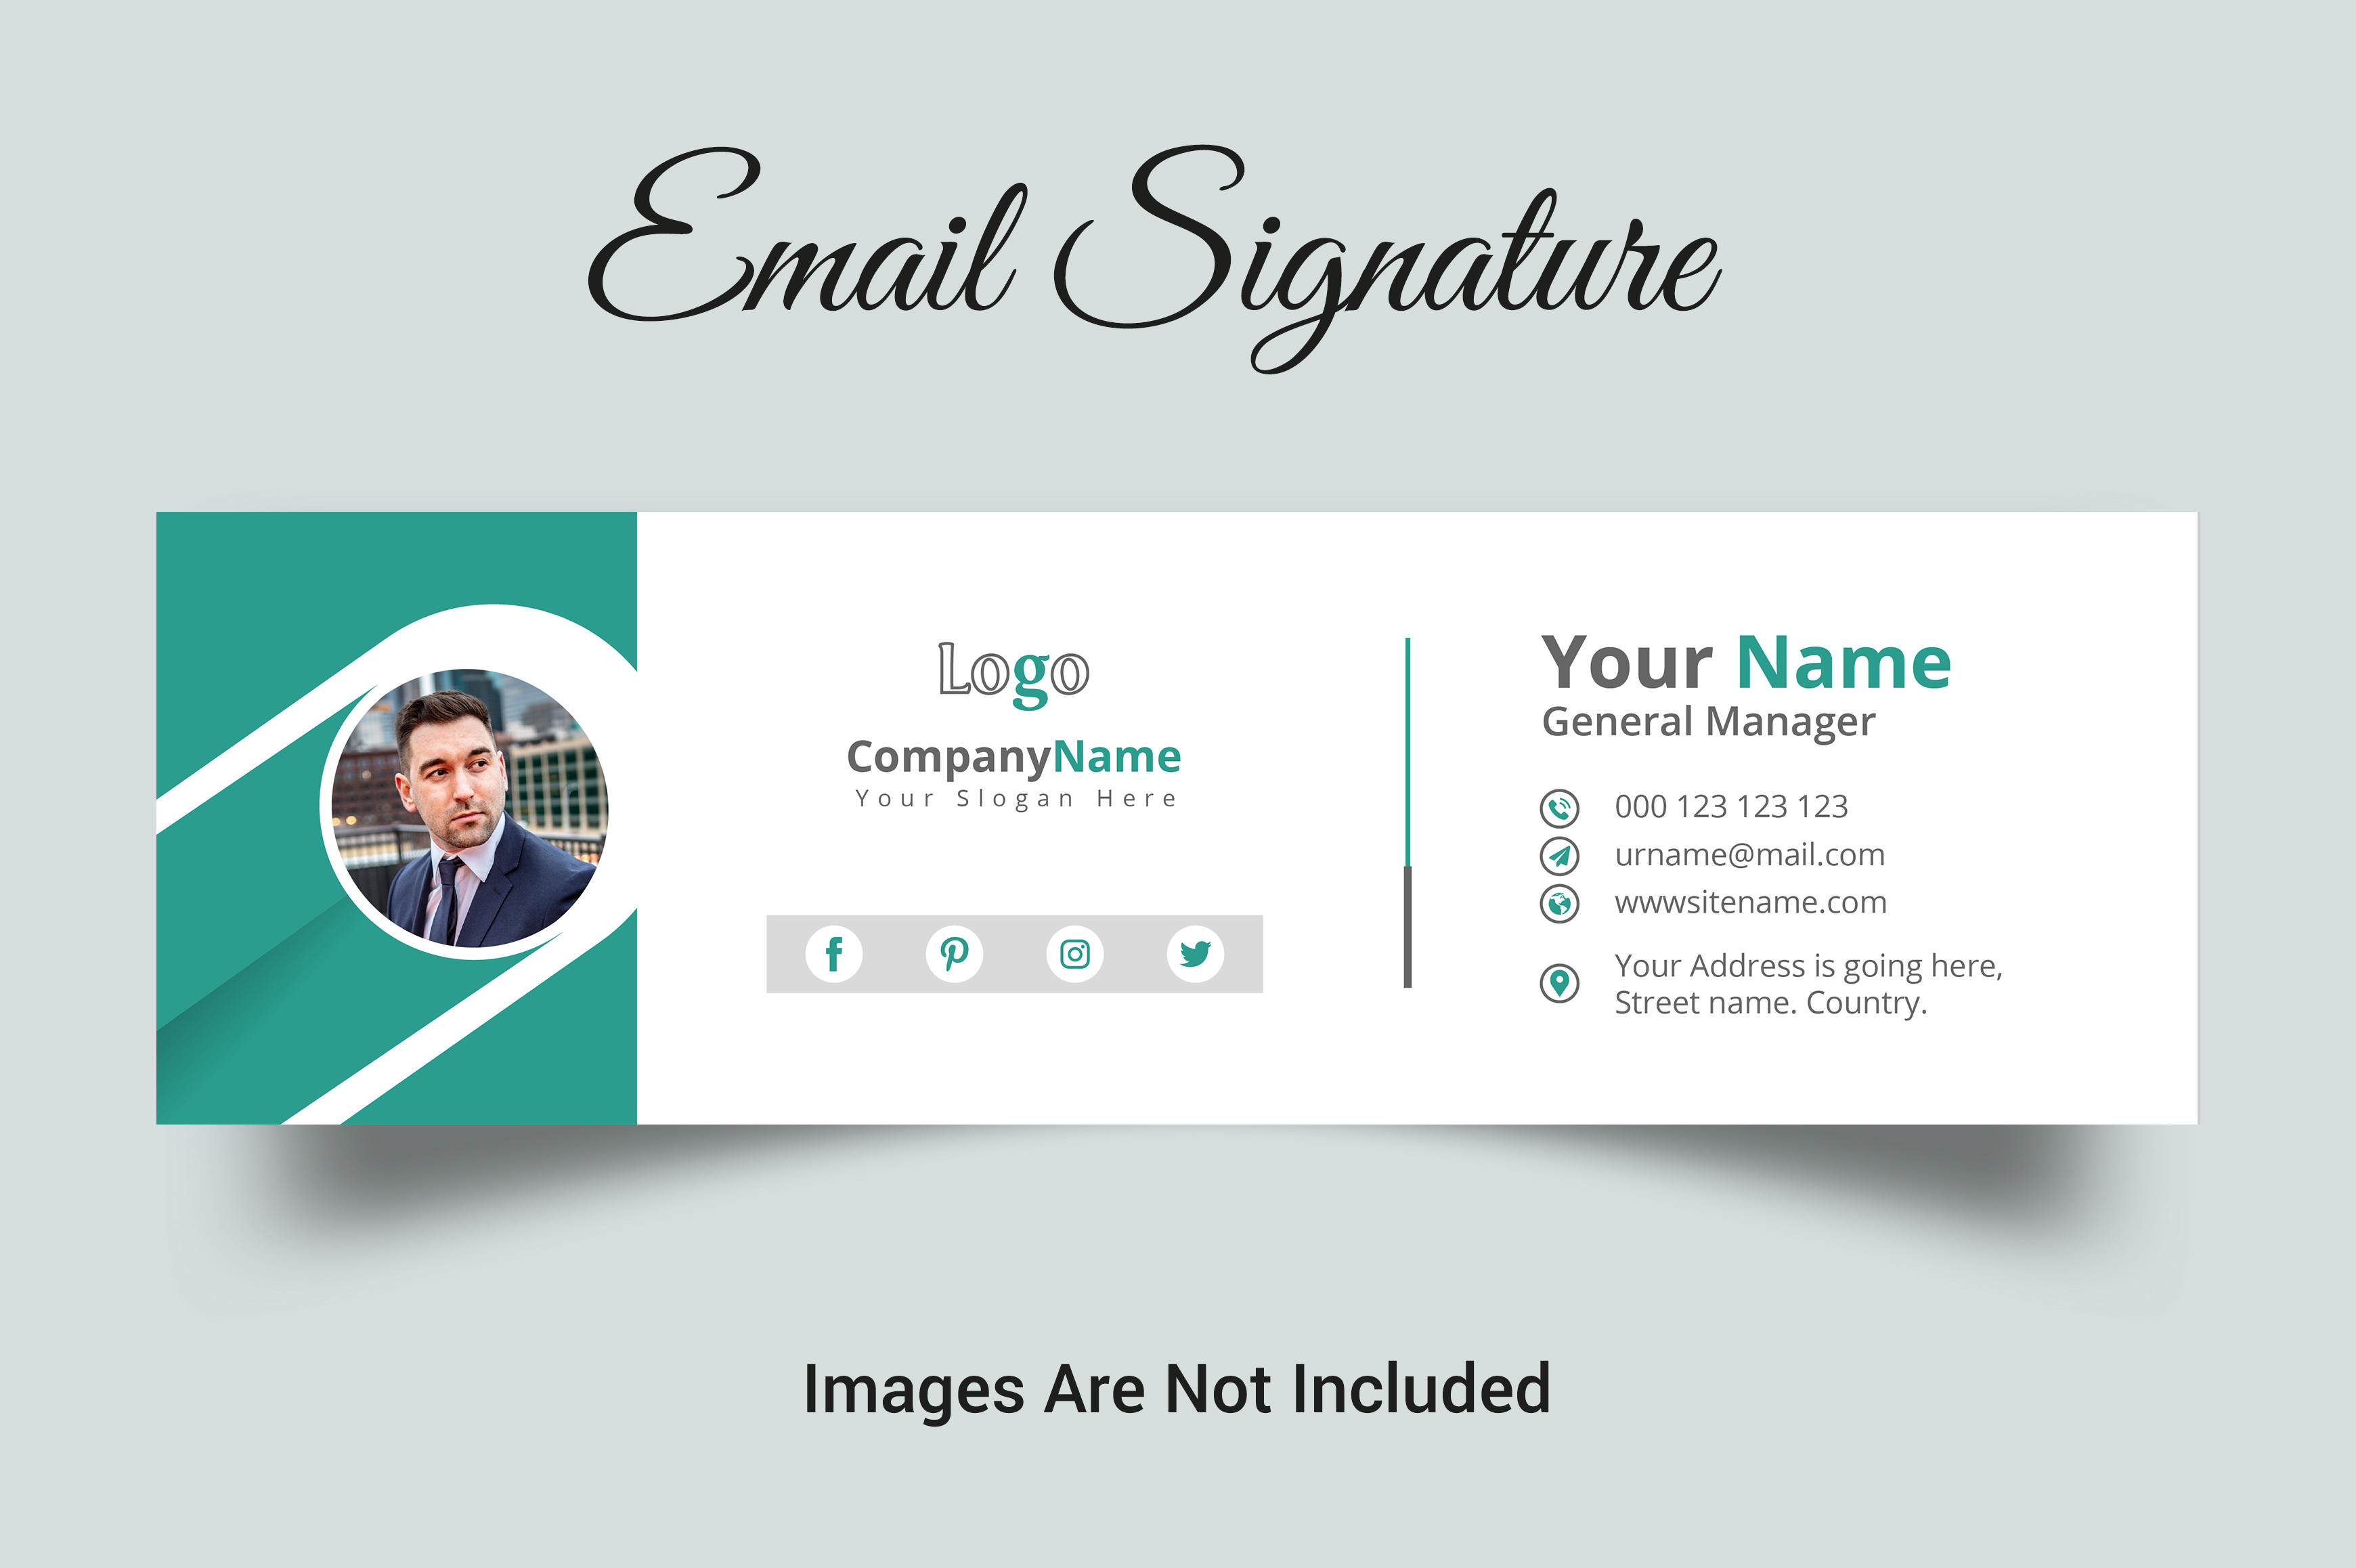 Email Signature
Logo
CompanyName
Your Slogan Here
Your Name
General Manager
000 123 123 123
urname@mail.com
wwwsitename.com
Your Address is going here,
Street name. Country.
Images Are Not Included